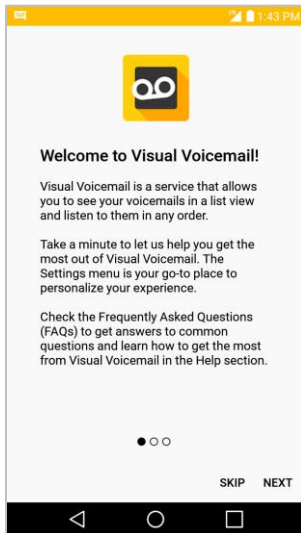 1:43 PM
Welcome to Visual Voicemail!
Visual Voicemail is a service that allows
you to see your voicemails in a list view
and listen to them in any order.
Take a minute to let us help you get the
most out of Visual Voicemail. The
Settings menu is your go-to place to
personalize your experience.
Check the Frequently Asked Questions
(FAQs) to get answers to common
questions and learn how to get the most
from Visual Voicemail in the Help section.
SKIP NEXT